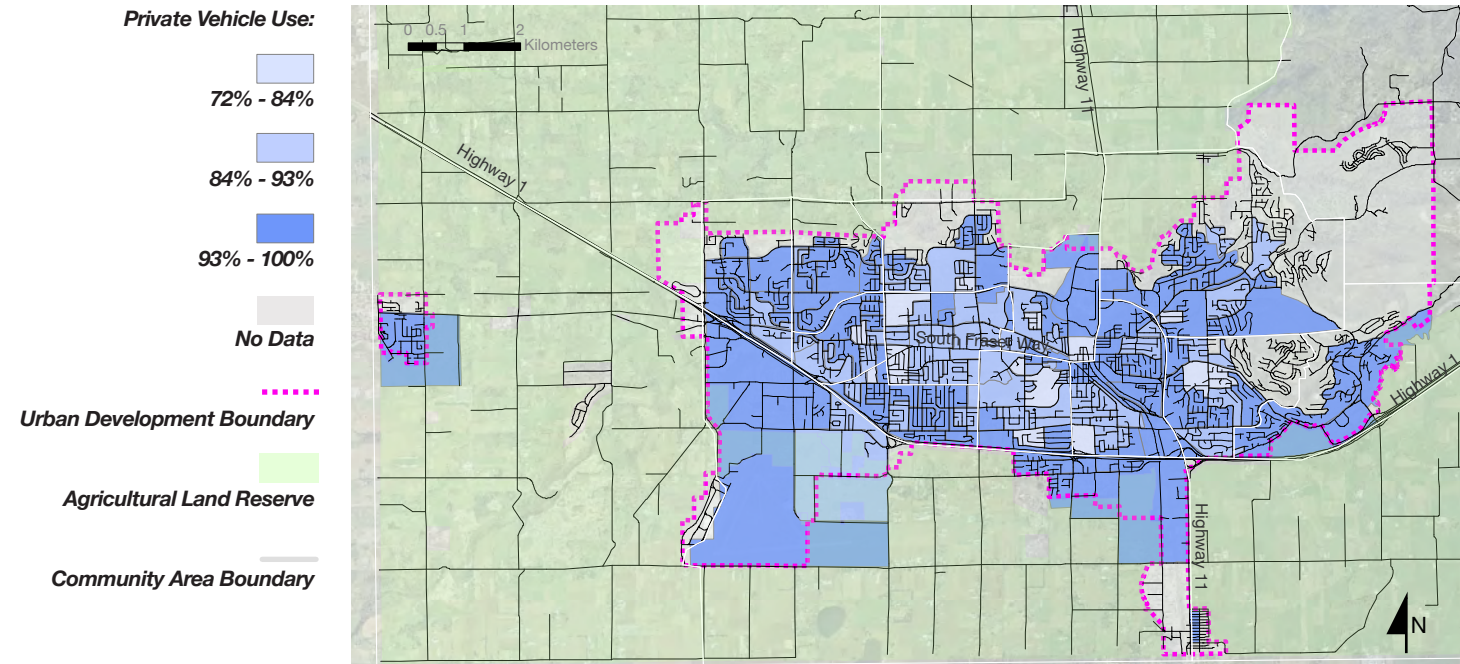 Private Vehicle Use:
72% - 84%
84% - 93%
93% - 100%
No Data
Urban Development Boundary
Agricultural Land Reserve
Community Area Boundary
0 0.5 1 2
Kilometers
Highway 11
Highway 1
South Fraser Way
Highway 1
Highway 11
N